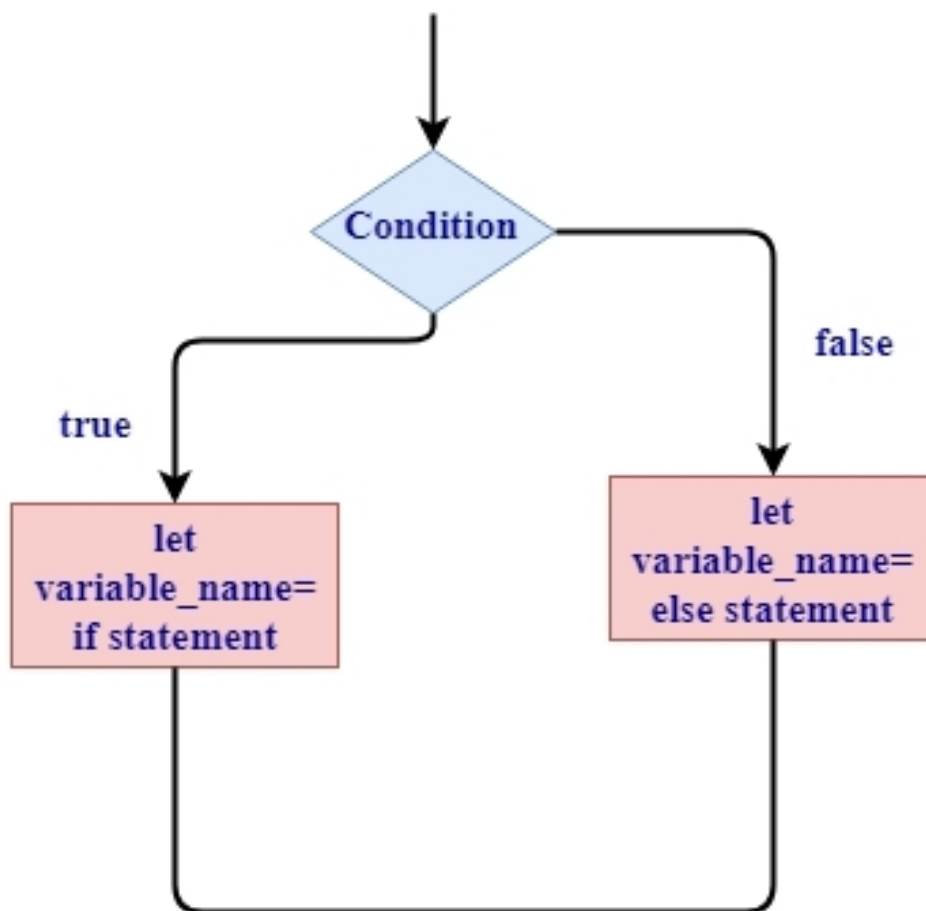 Condition
false
true
let
variable_name=
if statement
let
variable_name=
else statement